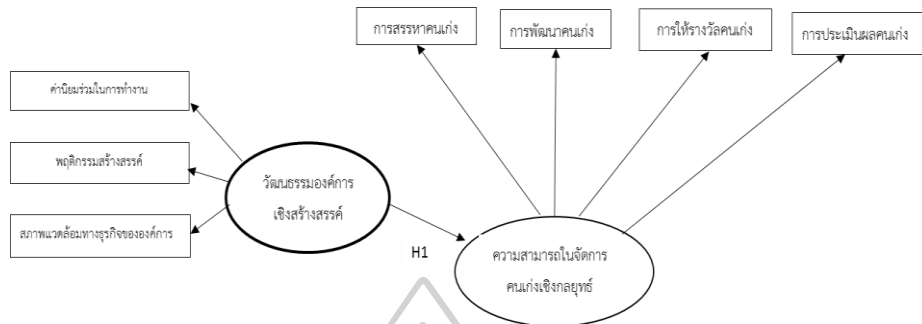 การสรรหาคนเก่ง
การพัฒนาคนเก่ง
การให้รางวัลคนเก่ง
การประเมินผลคนเก่ง
ค่านิยมร่วมในการทำงาน
พฤติกรรมสร้างสรรค์
สภาพแวดล้อมทางธุรกิจขององค์การ
วัฒนธรรมองค์การ
เชิงสร้างสรรค์
H1
ความสามารถในจัดการ
คนเก่งเชิงกลยุทธ์